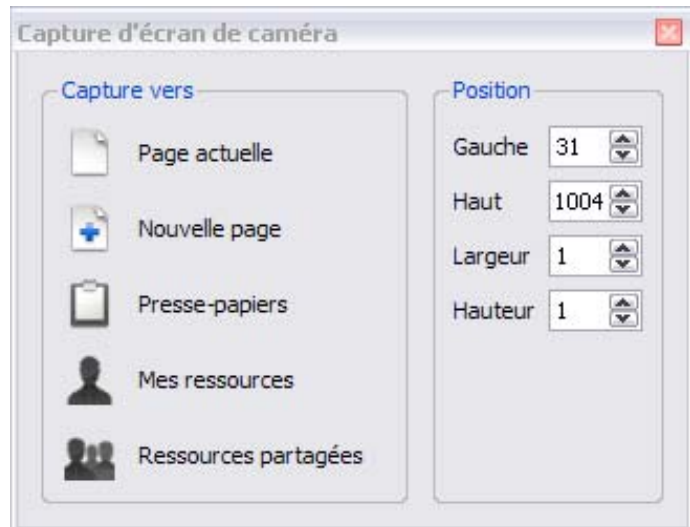 Capture d'écran de caméra
Capture vers
Page actuelle
Nouvelle page
Presse-papiers
Mes ressources
Ressources partagées
Position
Gauche 31
Haut 1004
Largeur 1
Hauteur 1